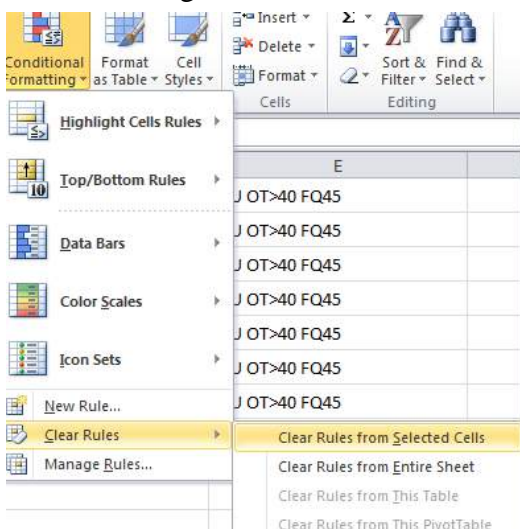 Insert
Delete
Format
Cells
Σ
Sort & Find &
Filter Select
Editing
Conditional Format Cell
Formatting as Table Styles
Highlight Cells Rules
Top/Bottom Rules
10
Data Bars
Color Scales
Icon Sets
New Rule...
Clear Rules
Manage Rules...
E
OT>40 FQ45
OT>40 FQ45
OT>40 FQ45
OT>40 FQ45
OT>40 FQ45
OT>40 FQ45
OT>40 FQ45
Clear Rules from Selected Cells
Clear Rules from Entire Sheet
Clear Rules from This Table
Clear Rules from This PivotTable